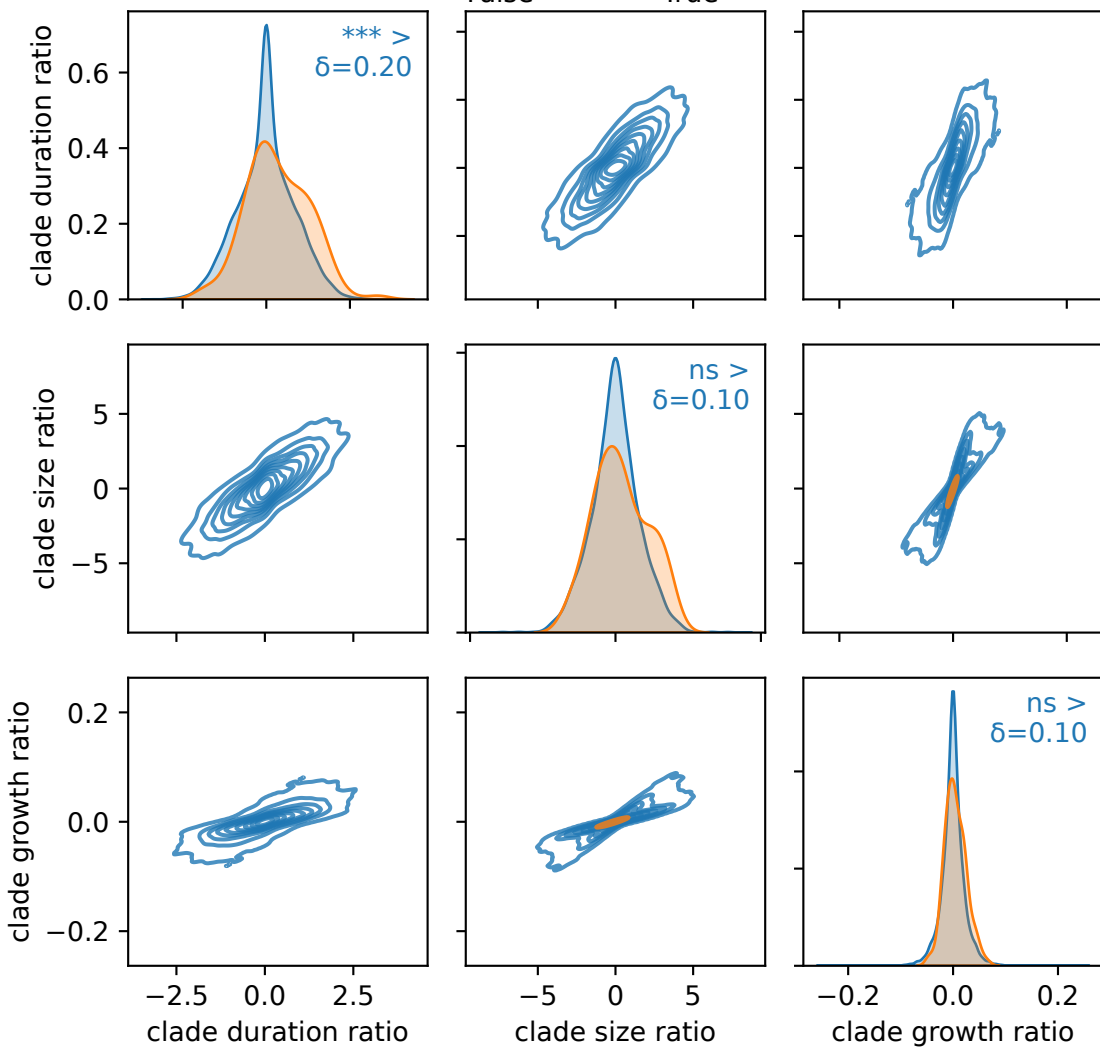 clade duration ratio
0.6
0.4
0.2
0.0
*** >
δ=0.20
clade size ratio
5
0
−5
ns >
δ=0.10
clade growth ratio
0.2
0.0
−0.2
ns >
δ=0.10
−2.5 0.0 2.5
−5 0 5
−0.2 0.0 0.2
clade duration ratio
clade size ratio
clade growth ratio